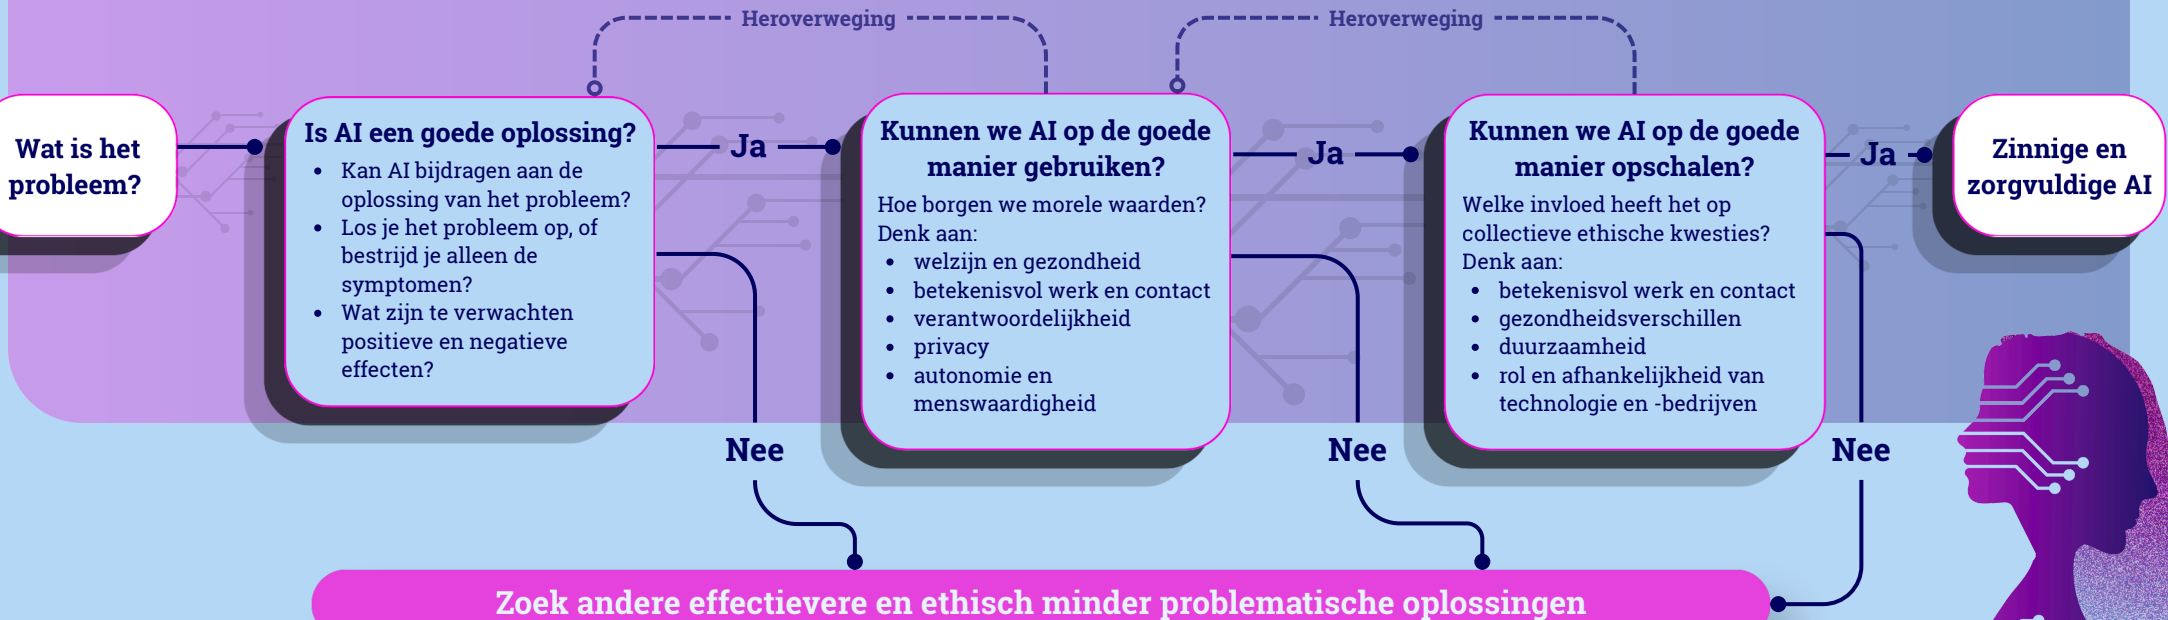 Heroverweging
Heroverweging
Wat is het
probleem?
Is AI een goede oplossing?
• Kan AI bijdragen aan de
oplossing van het probleem?
• Los je het probleem op, of
bestrijd je alleen de
symptomen?
• Wat zijn te verwachten
positieve en negatieve
effecten?
Ja
Nee
Kunnen we AI op de goede
manier gebruiken?
Hoe borgen we morele waarden?
Denk aan:
• welzijn en gezondheid
• betekenisvol werk en contact
• verantwoordelijkheid
• privacy
• autonomie en
menswaardigheid
Ja
Nee
Kunnen we AI op de goede
manier opschalen?
Welke invloed heeft het op
collectieve ethische kwesties?
Denk aan:
• betekenisvol werk en contact
• gezondheidsverschillen
• duurzaamheid
• rol en afhankelijkheid van
technologie en -bedrijven
Ja
Nee
Zinnige en
zorgvuldige AI
Zoek andere effectievere en ethisch minder problematische oplossingen